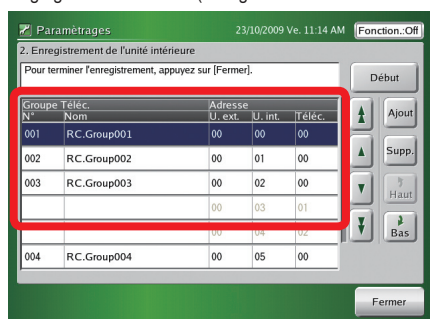 Paramètrages 23/10/2009 Ve. 11:14 AM Fonction.:Off
2. Enregistrement de l'unité intérieure
Pour terminer l'enregistrement, appuyez sur [Fermer].
Début
Groupe Téléc. Adresse
N° Nom U. ext. U. int. Téléc.
Ajout
001 RC.Group001 00 00 00
002 RC.Group002 00 01 00
Supp.
003 RC.Group003 00 02 00
Haut
00 03 01
00 04 02
Bas
004 RC.Group004 00 05 00
Fermer